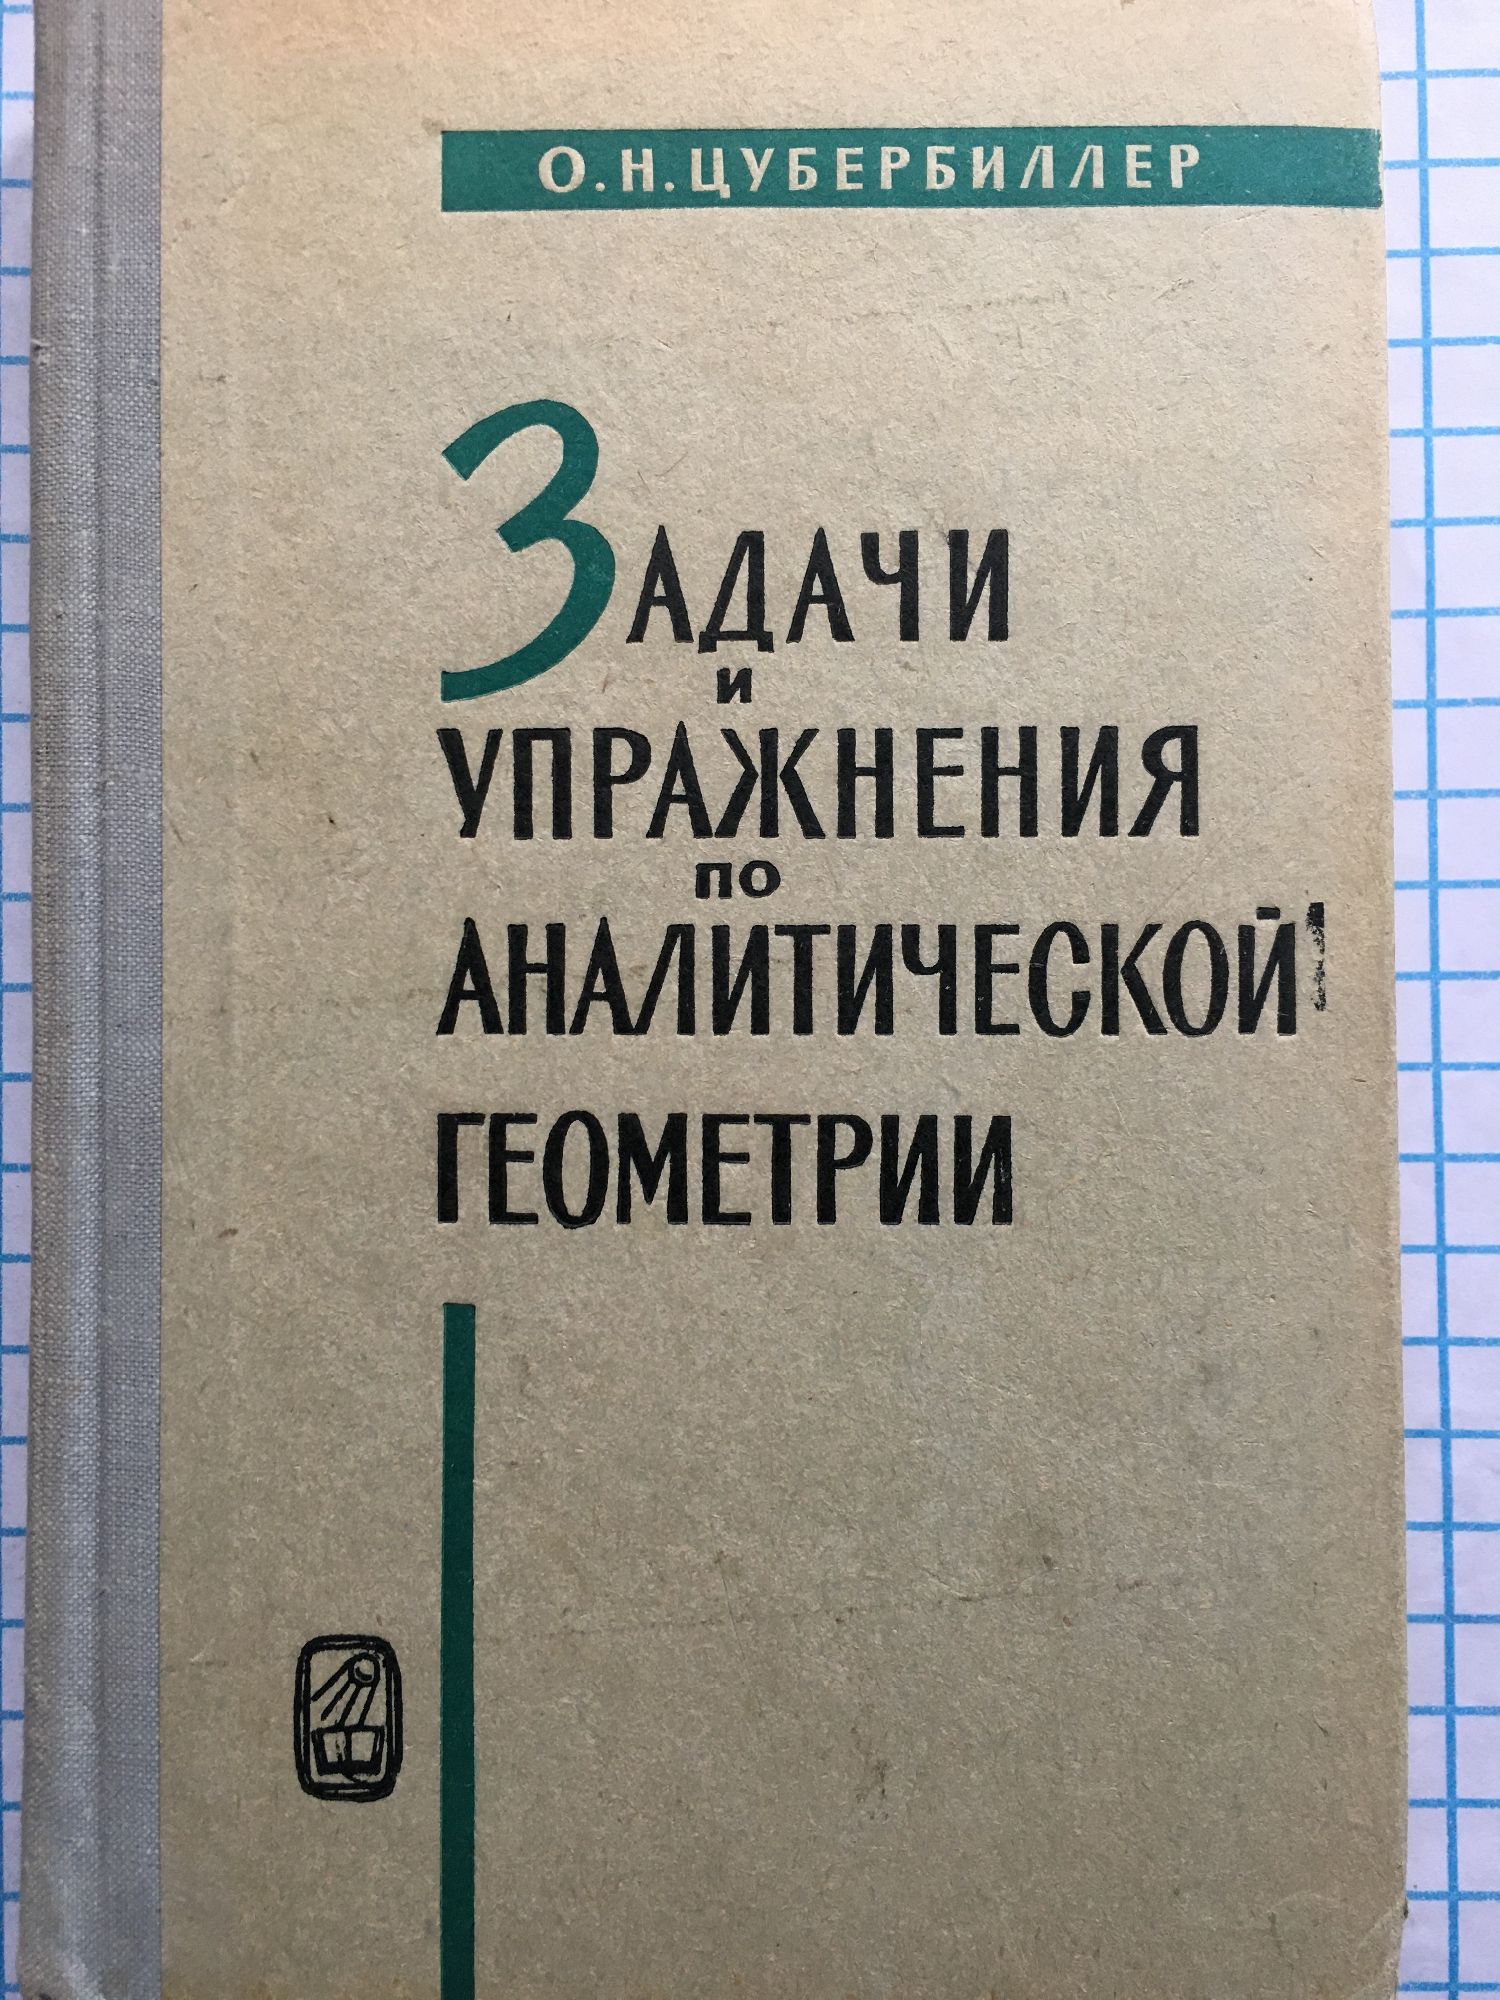 О.Н.ЦУБЕРБИЛЛЕР
ЗАДАЧИ
И
УПРАЖНЕНИЯ
ПО
АНАЛИТИЧЕСКОЙ
ГЕОМЕТРИИ